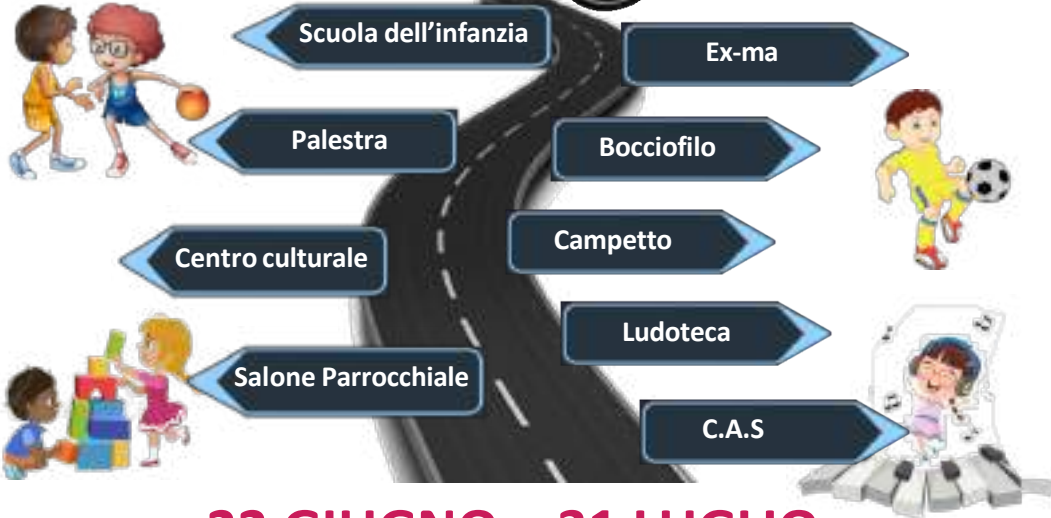 Scuola dell'infanzia
Ex-ma
Palestra
Bocciofilo
Centro culturale
Campetto
Ludoteca
Salone Parrocchiale
C.A.S